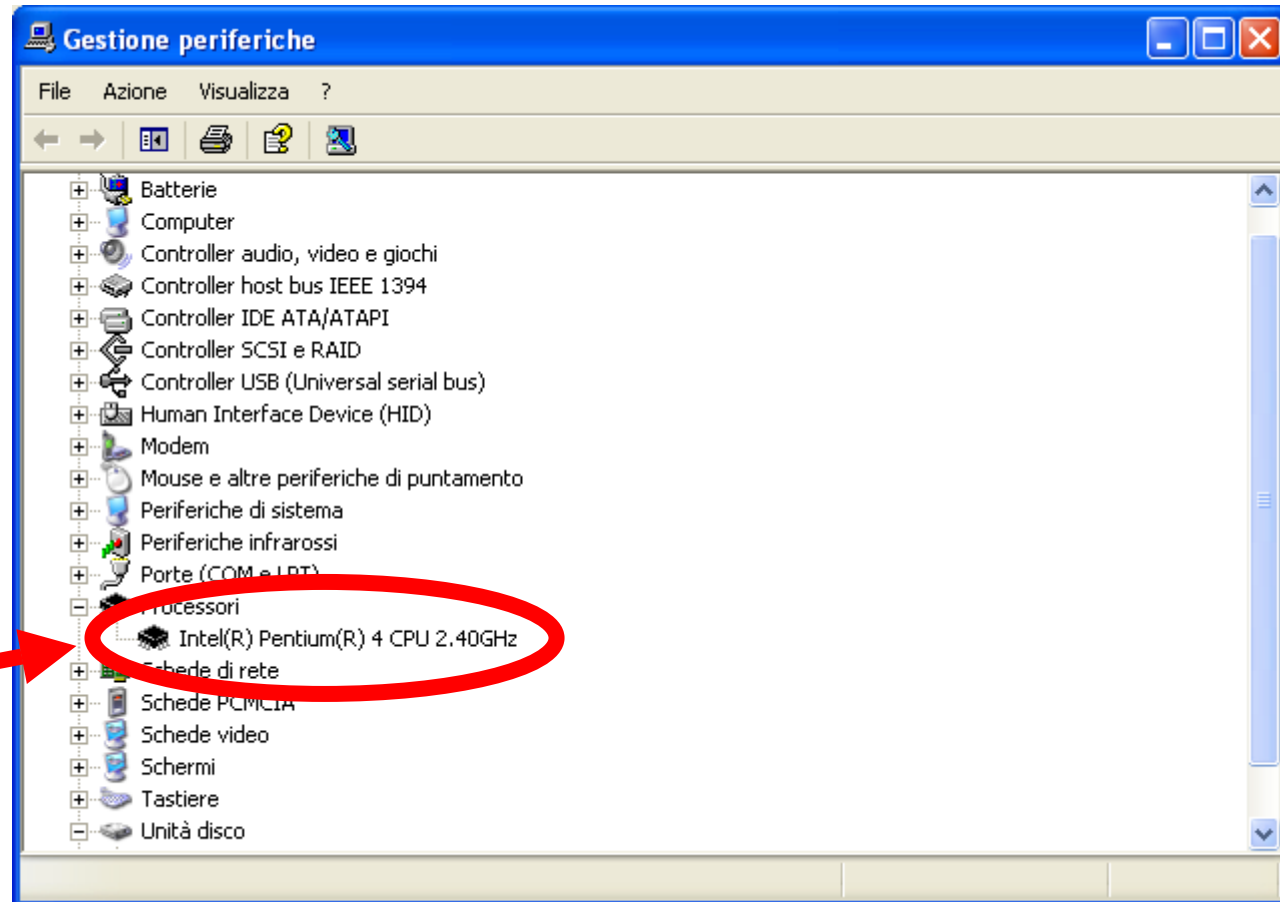 Gestione periferiche
File Azione Visualizza ?
Batterie
Computer
Controller audio, video e giochi
Controller host bus IEEE 1394
Controller IDE ATA/ATAPI
Controller SCSI e RAID
Controller USB (Universal serial bus)
Human Interface Device (HID)
Modem
Mouse e altre periferiche di puntamento
Periferiche di sistema
Periferiche infrarossi
Porte (COM e LPT)
Processori
Intel(R) Pentium(R) 4 CPU 2.40GHz
Schede di rete
Schede PCMCIA
Schede video
Schermi
Tastiere
Unità disco